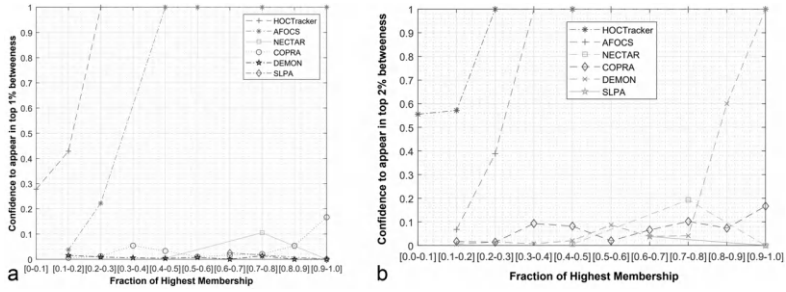 1
0.9
0.8
0.7
0.6
0.5
0.4
0.3
0.2
0.1
0
Confidence to appear in top 1% betweeness
HOCTracker
AFOCS
NECTAR
COPRA
DEMON
SLPA
[0-0.1] [0.1-0.2] [0.2-0.3] [0.3-0.4] [0.4-0.5] [0.5-0.6] [0.6-0.7] [0.7-0.8] [0.8.0.9] [0.9-1.0]
Fraction of Highest Membership
a
1
0.9
0.8
0.7
0.6
0.5
0.4
0.3
0.2
0.1
0
Confidence to appear in top 2% betweeness
HOCTracker
AFOCS
NECTAR
COPRA
DEMON
SLPA
[0.0-0.1] [0.1-0.2] [0.2-0.3] [0.3-0.4] [0.4-0.5] [0.5-0.6] [0.6-0.7] [0.7-0.8] [0.8-0.9] [0.9-1.0]
Fraction of Highest Membership
b